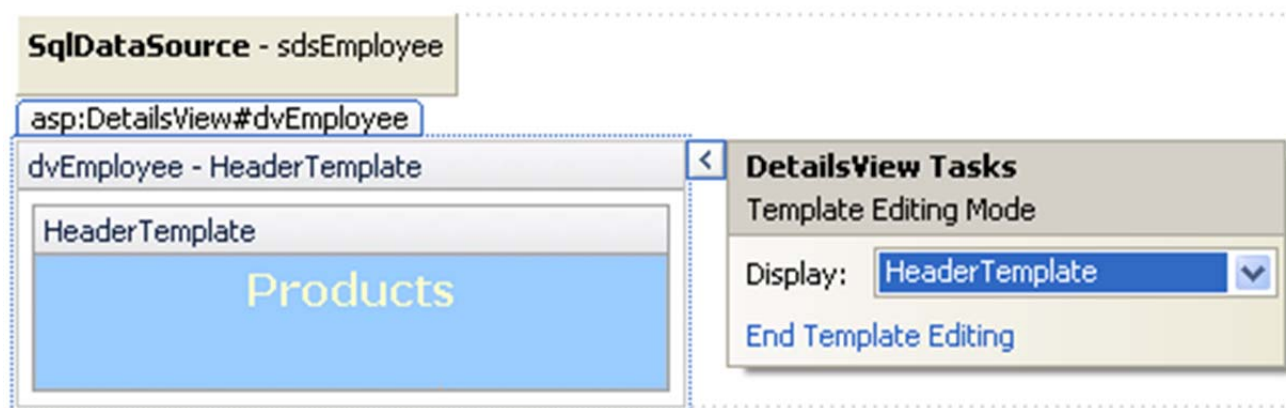 SqlDataSource - sdsEmployee
asp:DetailsView#dvEmployee
dvEmployee - HeaderTemplate
HeaderTemplate
Products
DetailsView Tasks
Template Editing Mode
Display: HeaderTemplate
End Template Editing